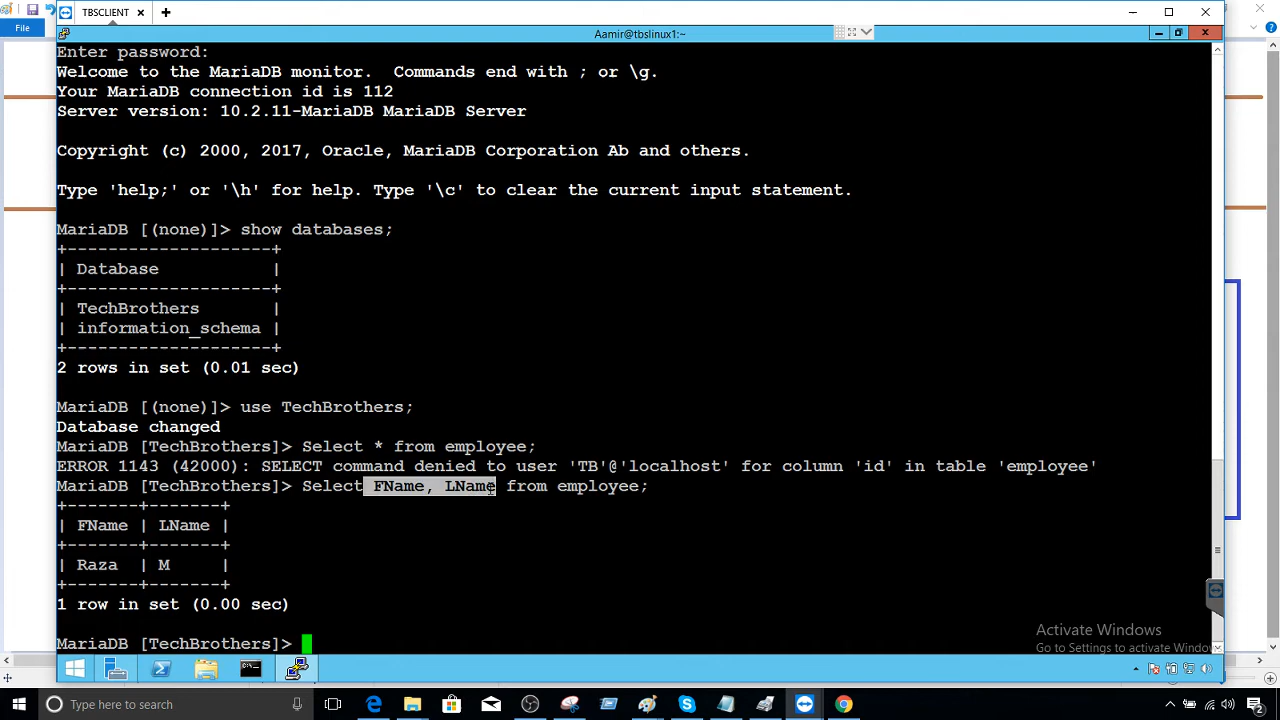 TBSCLIENT
File
Aamir@tbslinux1:~
Enter password:
Welcome to the MariaDB monitor.  Commands end with ; or \g.
Your MariaDB connection id is 112
Server version: 10.2.11-MariaDB MariaDB Server
Copyright (c) 2000, 2017, Oracle, MariaDB Corporation Ab and others.
Type 'help;' or '\h' for help. Type '\c' to clear the current input statement.
MariaDB [(none)]> show databases;
+--------------------+
| Database           |
+--------------------+
| TechBrothers       |
| information_schema |
+--------------------+
2 rows in set (0.01 sec)
MariaDB [(none)]> use TechBrothers;
Database changed
MariaDB [TechBrothers]> Select * from employee;
ERROR 1143 (42000): SELECT command denied to user 'TB'@'localhost' for column 'id' in table 'employee'
MariaDB [TechBrothers]> Select FName, LName from employee;
+-------+-------+
| FName | LName |
+-------+-------+
| Raza  | M     |
+-------+-------+
1 row in set (0.00 sec)
MariaDB [TechBrothers]>
Activate Windows
Go to Settings to activate Windows
Type here to search
2